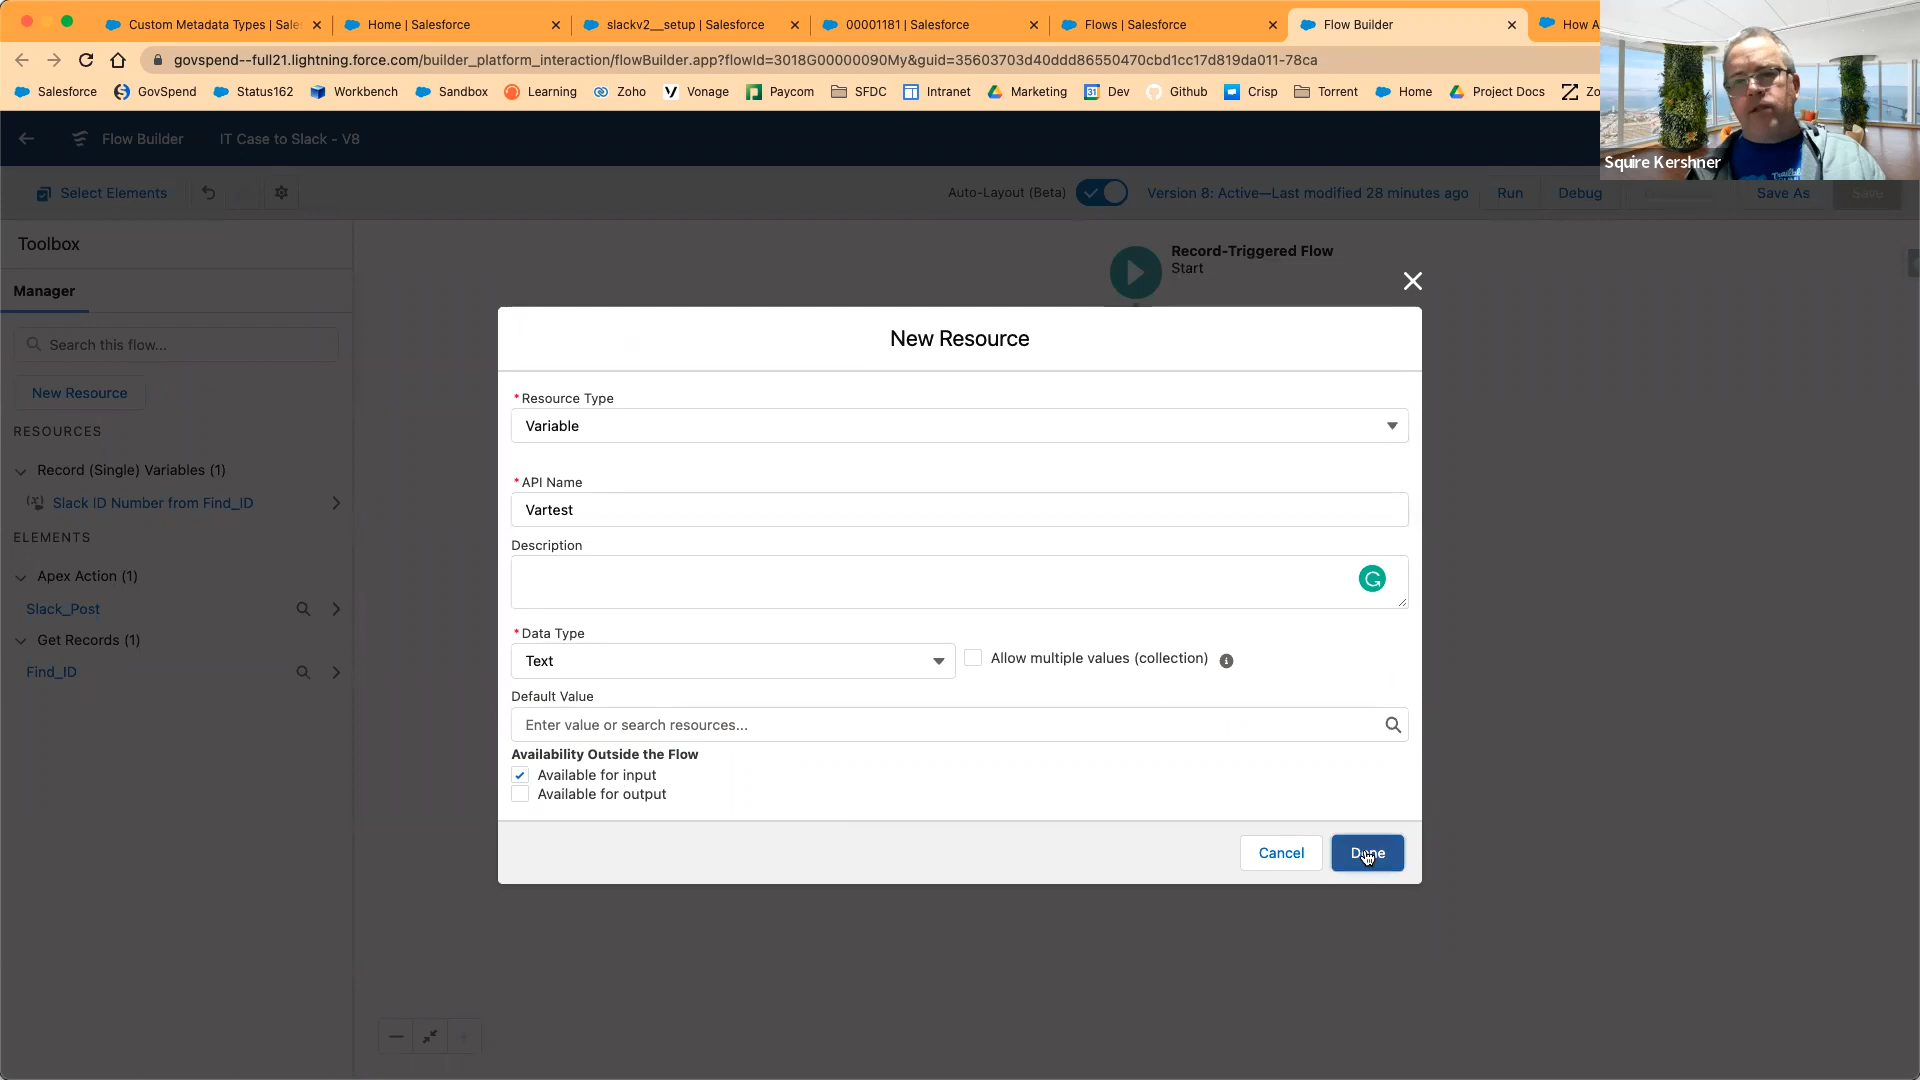 Custom Metadata Types | Sale
Home | Salesforce
slackv2__setup | Salesforce
00001181 | Salesforce
Flows | Salesforce
Flow Builder
How A
govspend--full21.lightning.force.com/builder_platform_interaction/flowBuilder.app?flowId=3018G00000090My&guid=35603703d40ddd86550470cbd1cc17d819da011-78ca
Salesforce
GovSpend
Status162
Workbench
Sandbox
Learning
Zoho
Vonage
Paycom
SFDC
Intranet
Marketing
Dev
Github
Crisp
Torrent
Home
Project Docs
Zo
Squire Kershner
Flow Builder
IT Case to Slack - V8
Select Elements
Auto-Layout (Beta)
Version 8: Active—Last modified 28 minutes ago
Run
Debug
Save As
Save
Toolbox
Manager
Search this flow...
New Resource
RESOURCES
Record (Single) Variables (1)
Slack ID Number from Find_ID
ELEMENTS
Apex Action (1)
Slack_Post
Get Records (1)
Find_ID
Record-Triggered Flow
Start
New Resource
*Resource Type
Variable
*API Name
Vartest
Description
*Data Type
Text
Allow multiple values (collection)
Default Value
Enter value or search resources...
Availability Outside the Flow
Available for input
Available for output
Cancel
Done